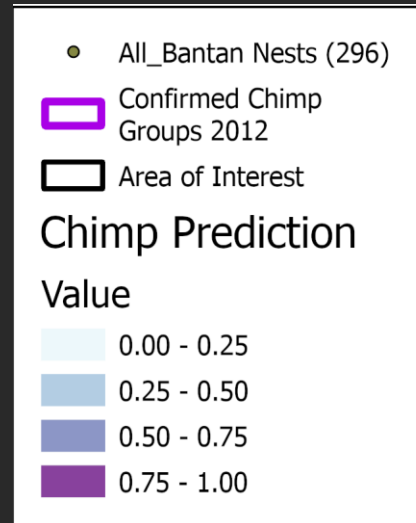 All_Bantan Nests (296)
Confirmed Chimp
Groups 2012
Area of Interest
Chimp Prediction
Value
0.00 - 0.25
0.25 - 0.50
0.50 - 0.75
0.75 - 1.00